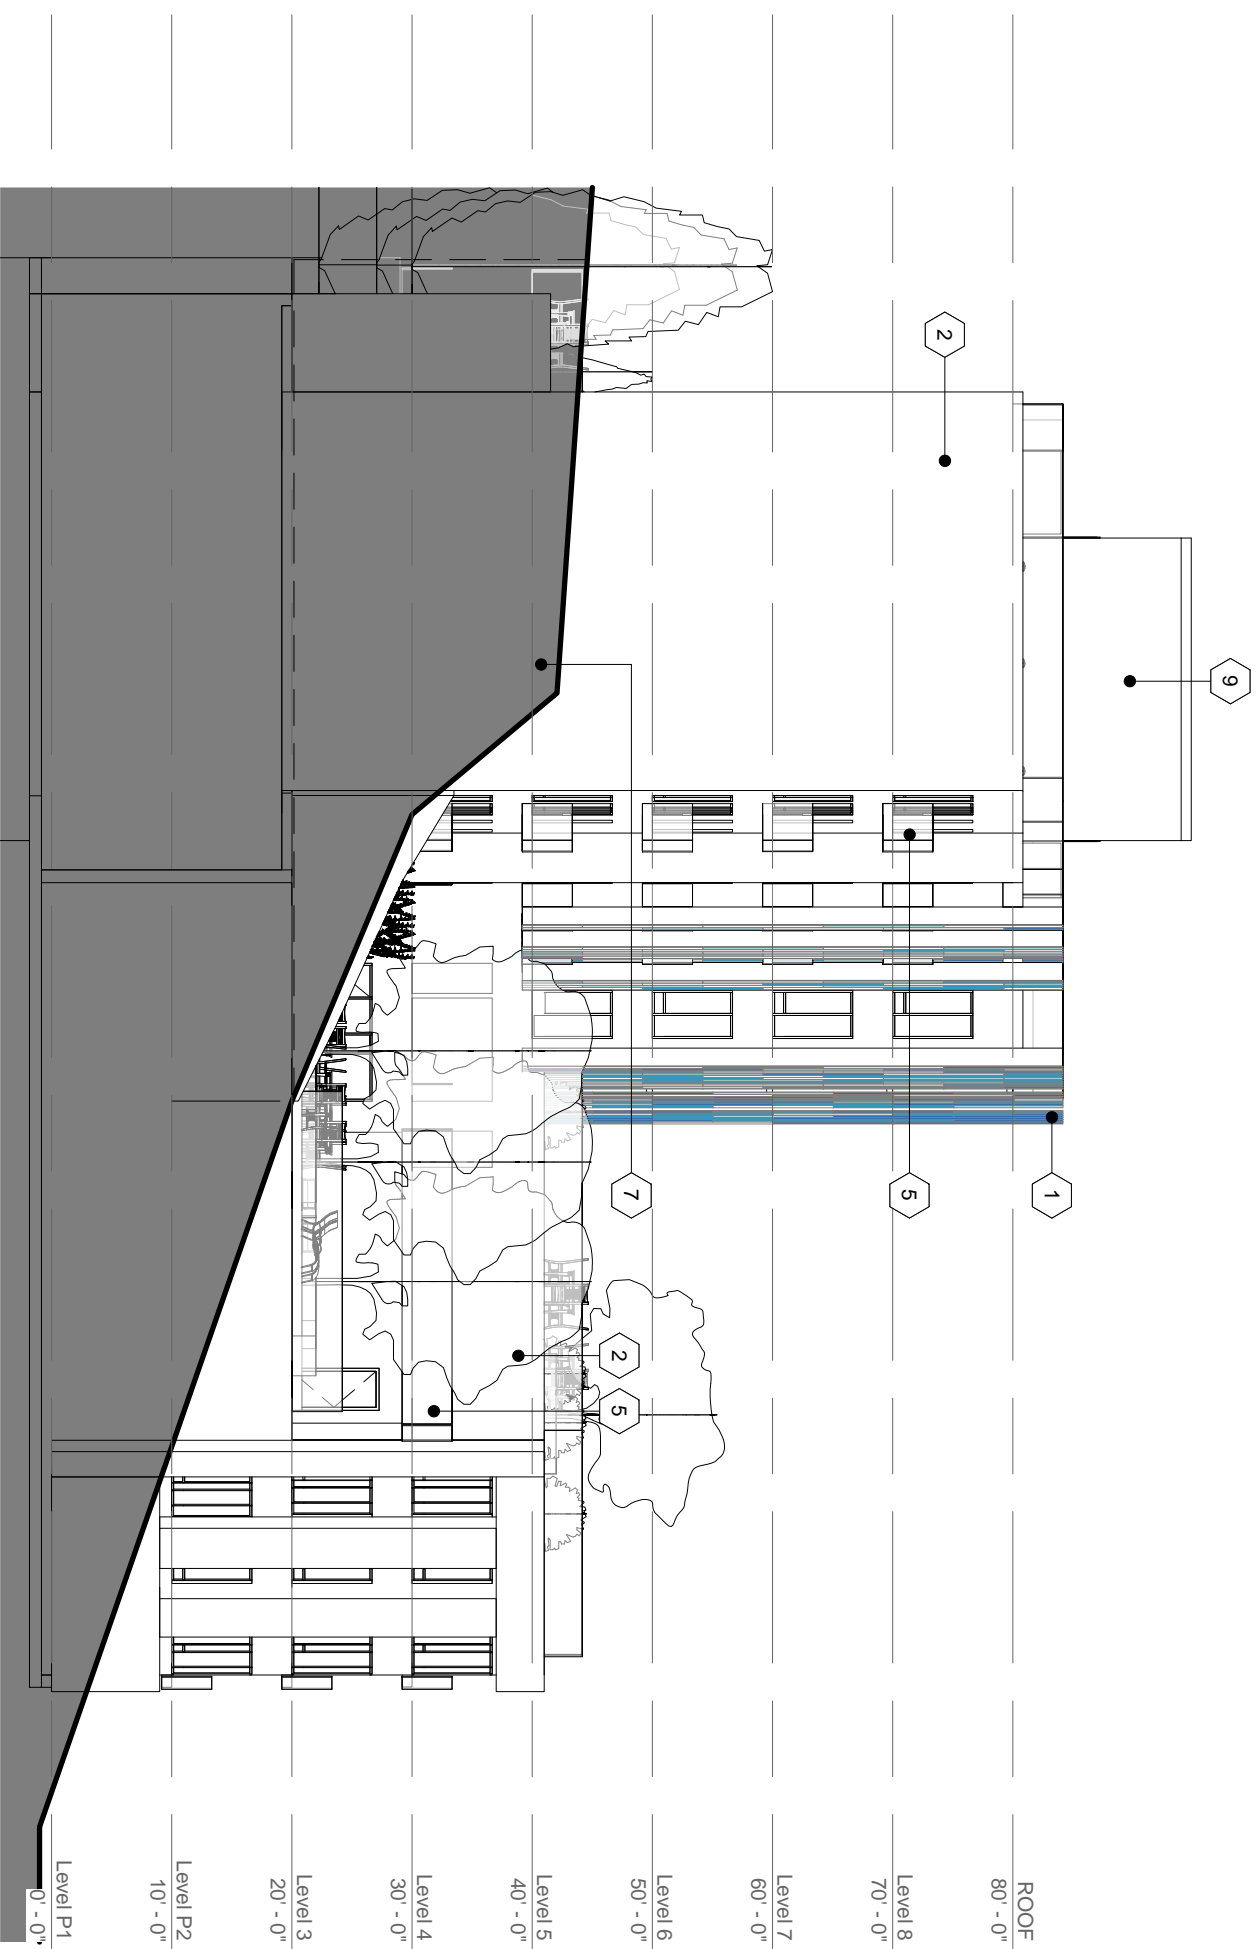 9
2
1
5
7
2
5
ROOF
80' - 0"
Level 8
70' - 0"
Level 7
60' - 0"
Level 6
50' - 0"
Level 5
40' - 0"
Level 4
30' - 0"
Level 3
20' - 0"
Level P2
10' - 0"
Level P1
0' - 0"